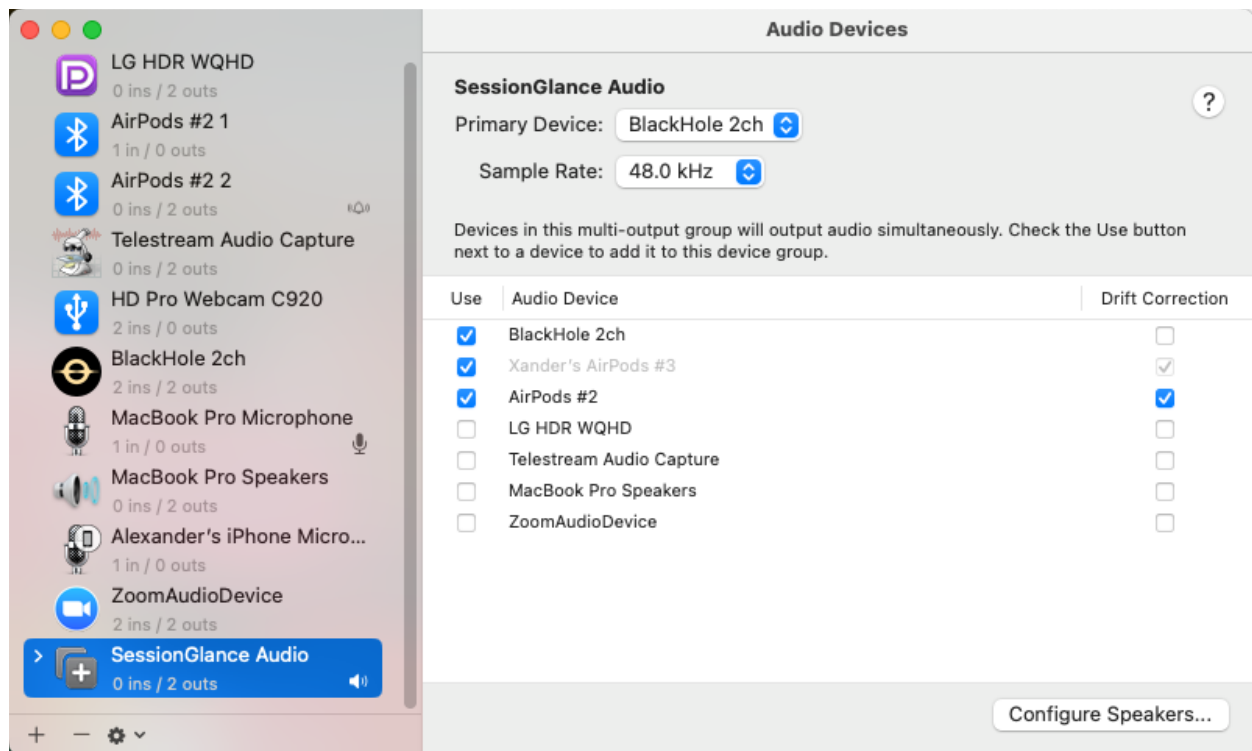 LG HDR WQHD
0 ins / 2 outs
AirPods #2 1
1 in / 0 outs
AirPods #2 2
0 ins / 2 outs
Telestream Audio Capture
0 ins / 2 outs
HD Pro Webcam C920
2 ins / 0 outs
BlackHole 2ch
2 ins / 2 outs
MacBook Pro Microphone
1 in / 0 outs
MacBook Pro Speakers
0 ins / 2 outs
Alexander's iPhone Micro...
1 in / 0 outs
ZoomAudioDevice
2 ins / 2 outs
SessionGlance Audio
0 ins / 2 outs
Audio Devices
SessionGlance Audio
?
Primary Device: BlackHole 2ch
Sample Rate: 48.0 kHz
Devices in this multi-output group will output audio simultaneously. Check the Use button
next to a device to add it to this device group.
Use Audio Device Drift Correction
BlackHole 2ch
Xander's AirPods #3
AirPods #2
LG HDR WQHD
Telestream Audio Capture
MacBook Pro Speakers
ZoomAudioDevice
Configure Speakers...